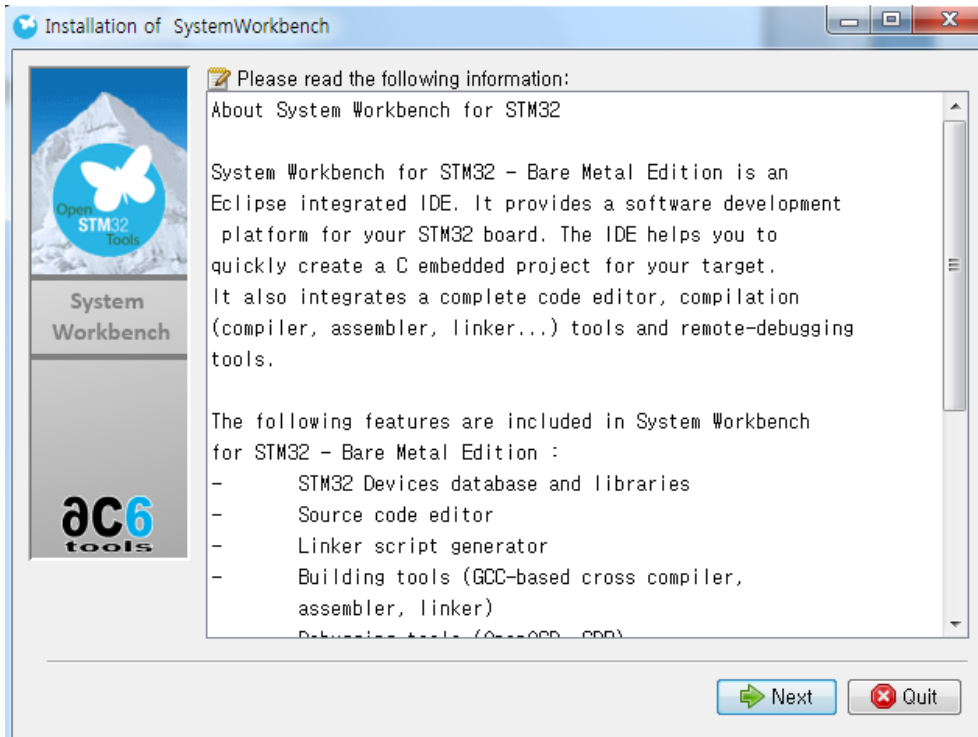 Installation of SystemWorkbench
Please read the following information:
About System Workbench for STM32
System Workbench for STM32 - Bare Metal Edition is an
Eclipse integrated IDE. It provides a software development
platform for your STM32 board. The IDE helps you to
quickly create a C embedded project for your target.
It also integrates a complete code editor, compilation
(compiler, assembler, linker...) tools and remote-debugging
tools.
The following features are included in System Workbench
for STM32 - Bare Metal Edition :
- STM32 Devices database and libraries
- Source code editor
- Linker script generator
- Building tools (GCC-based cross compiler,
assembler, linker)
Debugging tools (OpenOCD, GDB)
Open
STM32
Tools
System
Workbench
ac6
tools
Next
Quit